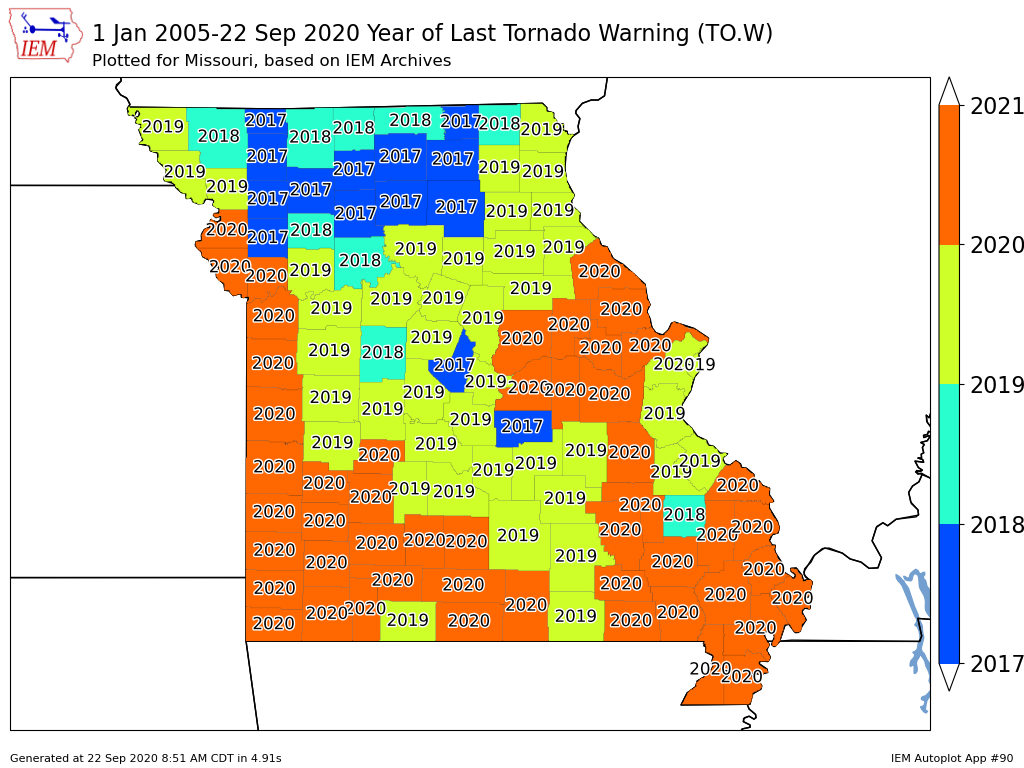 1 Jan 2005-22 Sep 2020 Year of Last Tornado Warning (TO.W)
IEM
Plotted for Missouri, based on IEM Archives
2021
2017 2018 2017 2018
2019 2018 2019
2018 2018
2017 2017 2017
2019 2017 2019 2019
2019 2017
2017 2017 2017 2017 2019 2019
2020 2017 2018
2020
2019 2019 2019 2019
2018
2020 2020 2019 2020
2019 2019 2019
2020 2019 2019 2020 2020
2019 2020 2020 2020
2019 2018
2020 2017 2019
2019
2019 2020 2020 2020
2019 2019
2020 2019 2019
2019 2017
2019 2019 2019 2020
2020
2020 2019 2019 2019 2019
2020 2020 2019 2019 2020
2019 2020
2020 2020 2018
2018
2019 2020 2020 2020
2020 2020 2020 2020 2019
2020 2020 2020
2020 2020 2020 2020
2020 2020
2020 2020 2020 2020
2020 2019 2020 2019 2020 2020
2020 2020
2017
Generated at 22 Sep 2020 8:51 AM CDT in 4.91s
IEM Autoplot App #90